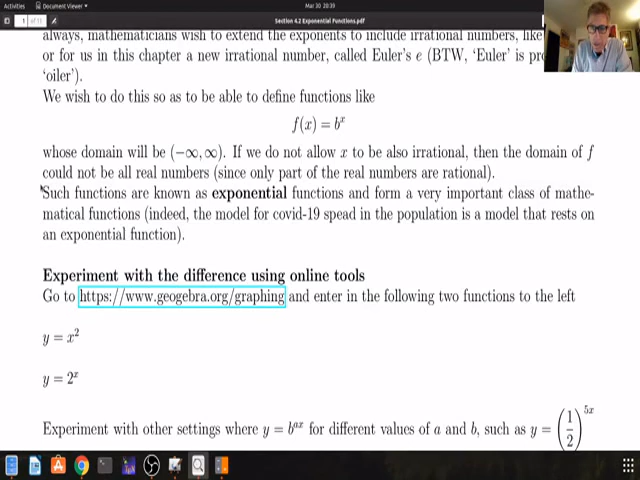 Activities
Document Viewer
Mar 30 20:39
1 of 11
Section 4.2 Exponential Functions.pdf
always, mathematicians wish to extend the exponents to include irrational numbers, like
or for us in this chapter a new irrational number, called Euler's e (BTW, 'Euler' is pro
'oiler').
We wish to do this so as to be able to define functions like
f(x) = bˣ
whose domain will be (−∞, ∞). If we do not allow x to be also irrational, then the domain of f
could not be all real numbers (since only part of the real numbers are rational).
Such functions are known as exponential functions and form a very important class of mathe-
matical functions (indeed, the model for covid-19 spead in the population is a model that rests on
an exponential function).
Experiment with the difference using online tools
Go to https://www.geogebra.org/graphing and enter in the following two functions to the left
y = x²
y = 2ˣ
Experiment with other settings where y = bᵃˣ for different values of a and b, such as y = (1/2)⁵ˣ